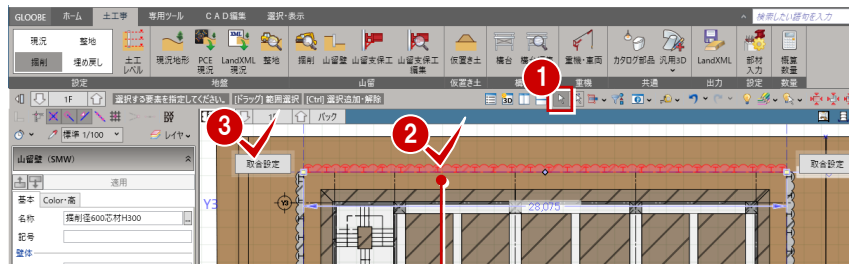 GLOOBE ホーム 土工事 専用ツール CAD編集 選択・表示 検索したい語句を入力
現況 整地
掘削 埋め戻し 土工レベル 現況地形 PCE現況 LandXML現況 整地 掘削 山留壁 山留支保工 山留支保工編集 仮置き土 構台 重機・車両 カタログ部品 汎用3D LandXML 部材入力 概算数量
設定 地盤 山留 仮置き土 重機 共通 出力 設定 数量
1
1F 選択する要素を指定してください。 [ドラッグ] 範囲選択 [Ctrl] 選択追加・解除
標準 1/100 レイヤ
3 2
パック
山留壁 (SMW) 取合設定 取合設定
適用
基本 Color・高
Y3 Y3 28,075
名称 掘削径600芯材H300
記号
壁体